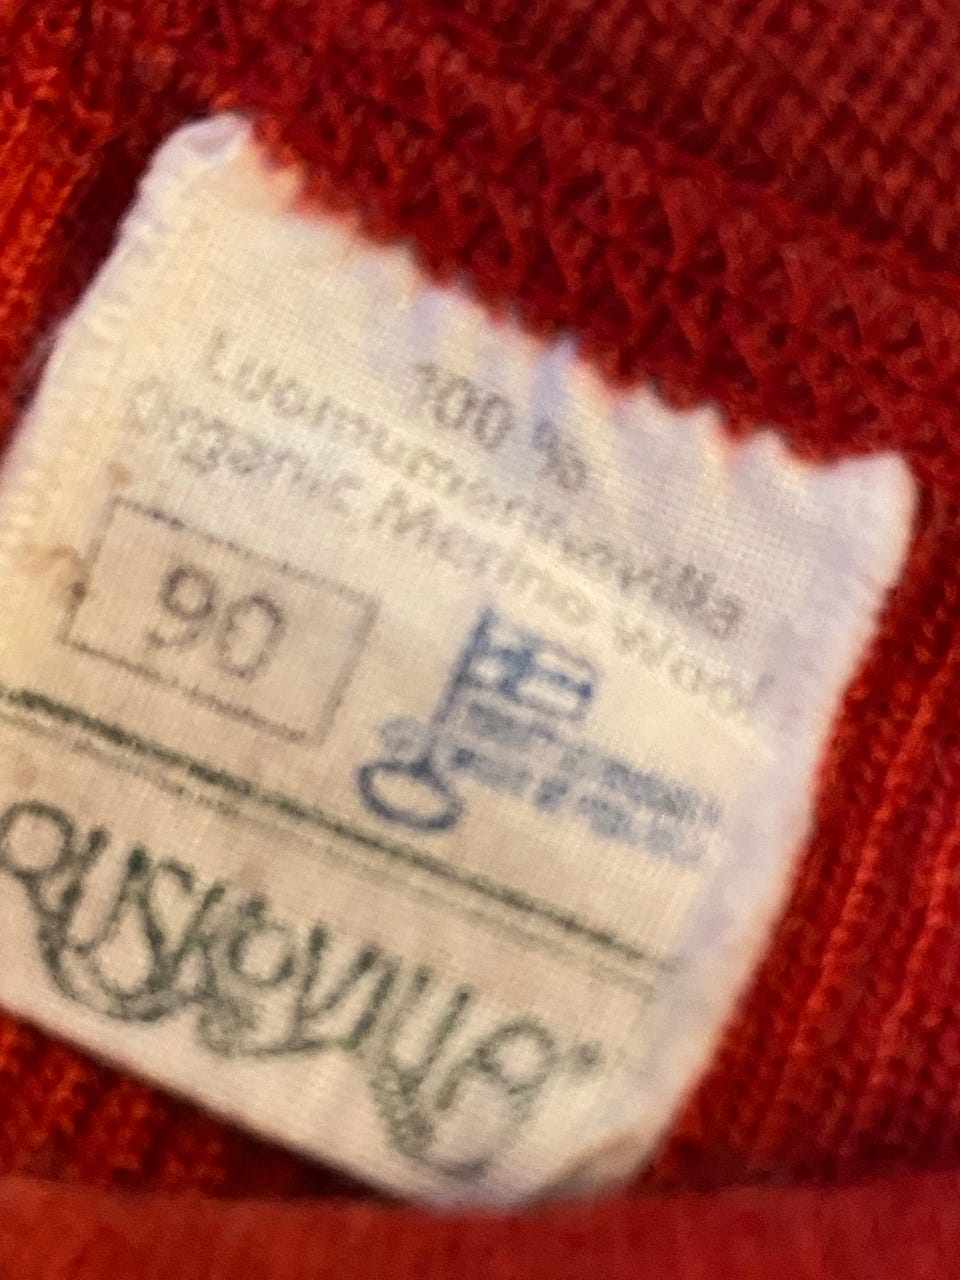 100 %
Luomumerinovilla
Organic Merino Wool
90
RUSKOVILLA®